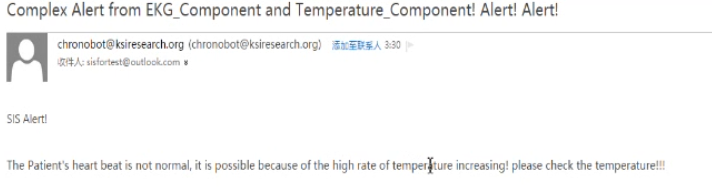 Complex Alert from EKG_Component and Temperature_Component! Alert! Alert!
chronobot@ksiresearch.org (chronobot@ksiresearch.org) 添加至联系人 3:30
收件人: sisfortest@outlook.com
SIS Alert!
The Patient's heart beat is not normal, it is possible because of the high rate of temperature increasing! please check the temperature!!!